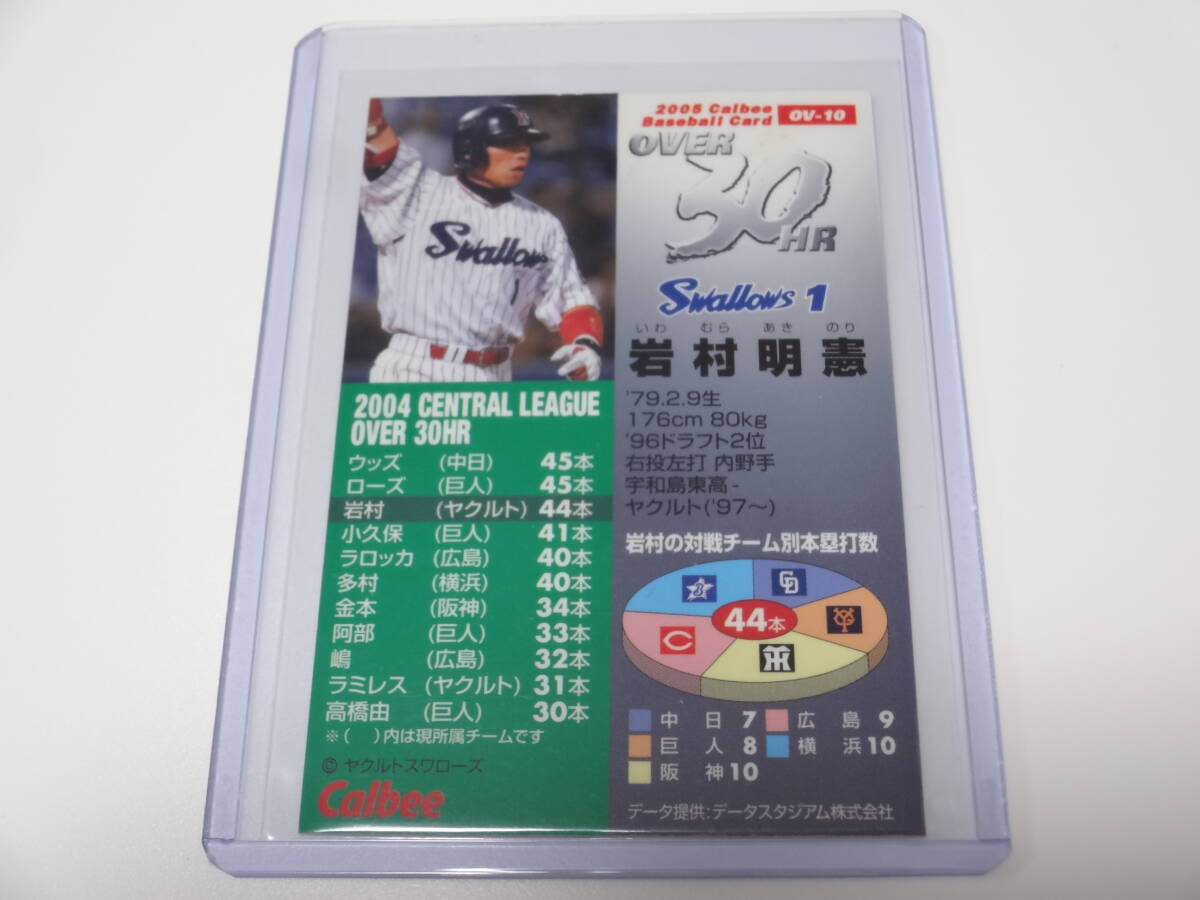 Swallows
1
2004 CENTRAL LEAGUE
OVER 30HR
ウッズ (中日) 45本
ローズ (巨人) 45本
岩村 (ヤクルト) 44本
小久保 (巨人) 41本
ラロッカ (広島) 40本
多村 (横浜) 40本
金本 (阪神) 34本
阿部 (巨人) 33本
嶋 (広島) 32本
ラミレス (ヤクルト) 31本
高橋由 (巨人) 30本
※( )内は現所属チームです
© ヤクルトスワローズ
Calbee
2005 Calbee
Baseball Card
OV-10
OVER
30
HR
Swallows 1
いわ むら あき のり
岩村明憲
'79.2.9生
176cm 80kg
'96ドラフト2位
右投左打 内野手
宇和島東高-
ヤクルト('97〜)
岩村の対戦チーム別本塁打数
44本
中日 7 広島 9
巨人 8 横浜 10
阪神 10
データ提供:データスタジアム株式会社